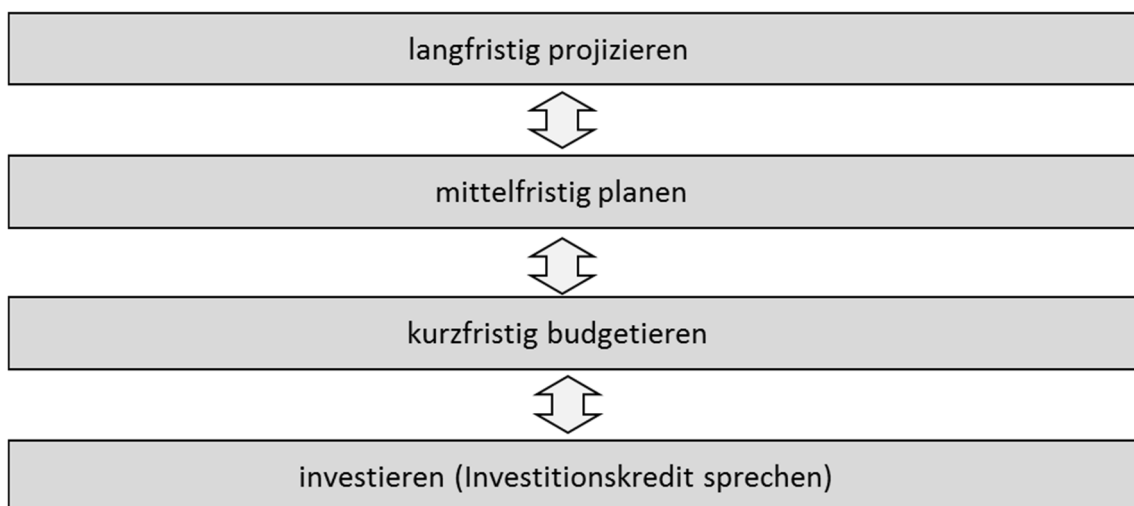 langfristig projizieren
mittelfristig planen
kurzfristig budgetieren
investieren (Investitionskredit sprechen)